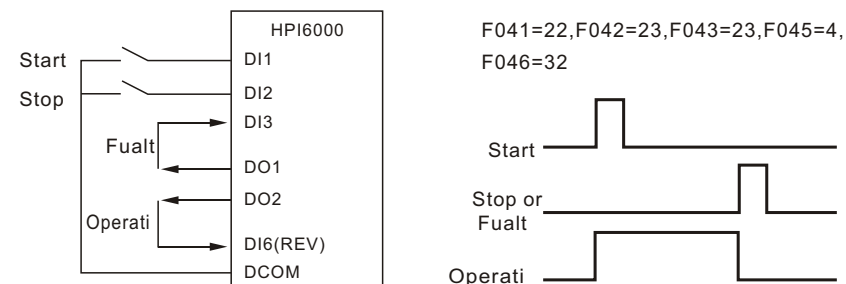 HPI6000
F041=22,F042=23,F043=23,F045=4,
F046=32
Start
DI1
Stop
DI2
DI3
Fualt
DO1
DO2
Operati
DI6(REV)
DCOM
Start
Stop or
Fualt
Operati